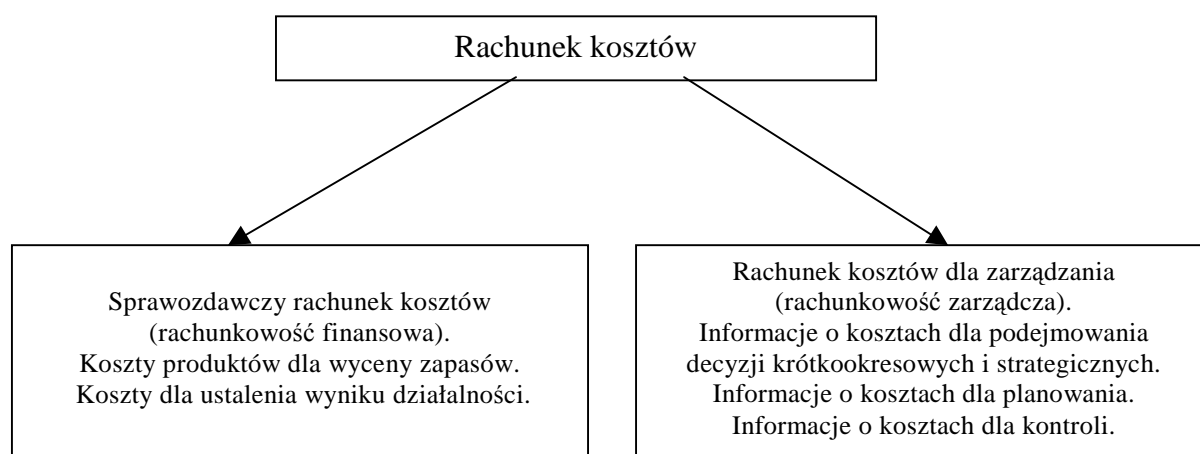 Rachunek kosztów
Sprawozdawczy rachunek kosztów
(rachunkowość finansowa).
Koszty produktów dla wyceny zapasów.
Koszty dla ustalenia wyniku działalności.
Rachunek kosztów dla zarządzania
(rachunkowość zarządcza).
Informacje o kosztach dla podejmowania
decyzji krótkookresowych i strategicznych.
Informacje o kosztach dla planowania.
Informacje o kosztach dla kontroli.